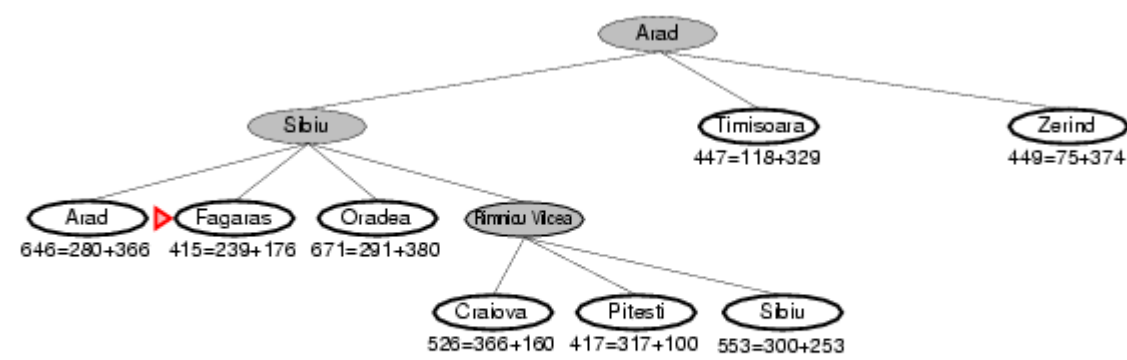 Arad
Sibiu
Timisoara
Zerind
447=118+329
449=75+374
Arad
Fagaras
Oradea
Rimnicu Vilcea
646=280+366
415=239+176
671=291+380
Craiova
Pitesti
Sibiu
526=366+160
417=317+100
553=300+253